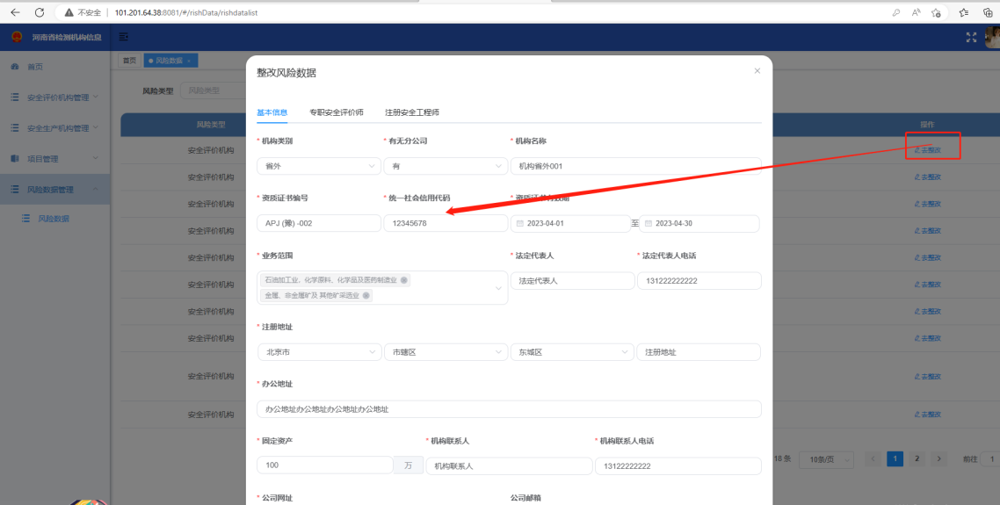 不安全 101.201.64.38:8081/#/rishData/rishdatalist
河南省检测机构信息
首页
安全评价机构管理
安全生产机构管理
项目管理
风险数据管理
风险数据
首页 风险数据
风险类型 风险类型
风险类型 操作
安全评价机构 去整改
安全评价机构 去整改
安全评价机构 去整改
安全评价机构 去整改
安全评价机构 去整改
安全评价机构 去整改
安全评价机构 去整改
安全评价机构 去整改
安全评价机构 去整改
安全评价机构 去整改
18 条 10条/页 1 2 前往 1
整改风险数据
基本信息 专职安全评价师 注册安全工程师
* 机构类别 * 有无分公司 * 机构名称
省外 有 机构省外001
* 资质证书编号 * 统一社会信用代码 * 资质证书有效期
APJ (豫) -002 12345678 2023-04-01 至 2023-04-30
* 业务范围 * 法定代表人 * 法定代表人电话
石油加工业、化学原料、化学品及医药制造业
金属、非金属矿及 其他矿采选业
法定代表人 131222222222
* 注册地址
北京市 市辖区 东城区 注册地址
* 办公地址
办公地址办公地址办公地址办公地址
* 固定资产 * 机构联系人 * 机构联系人电话
100 万 机构联系人 13122222222
* 公司网址 公司邮箱